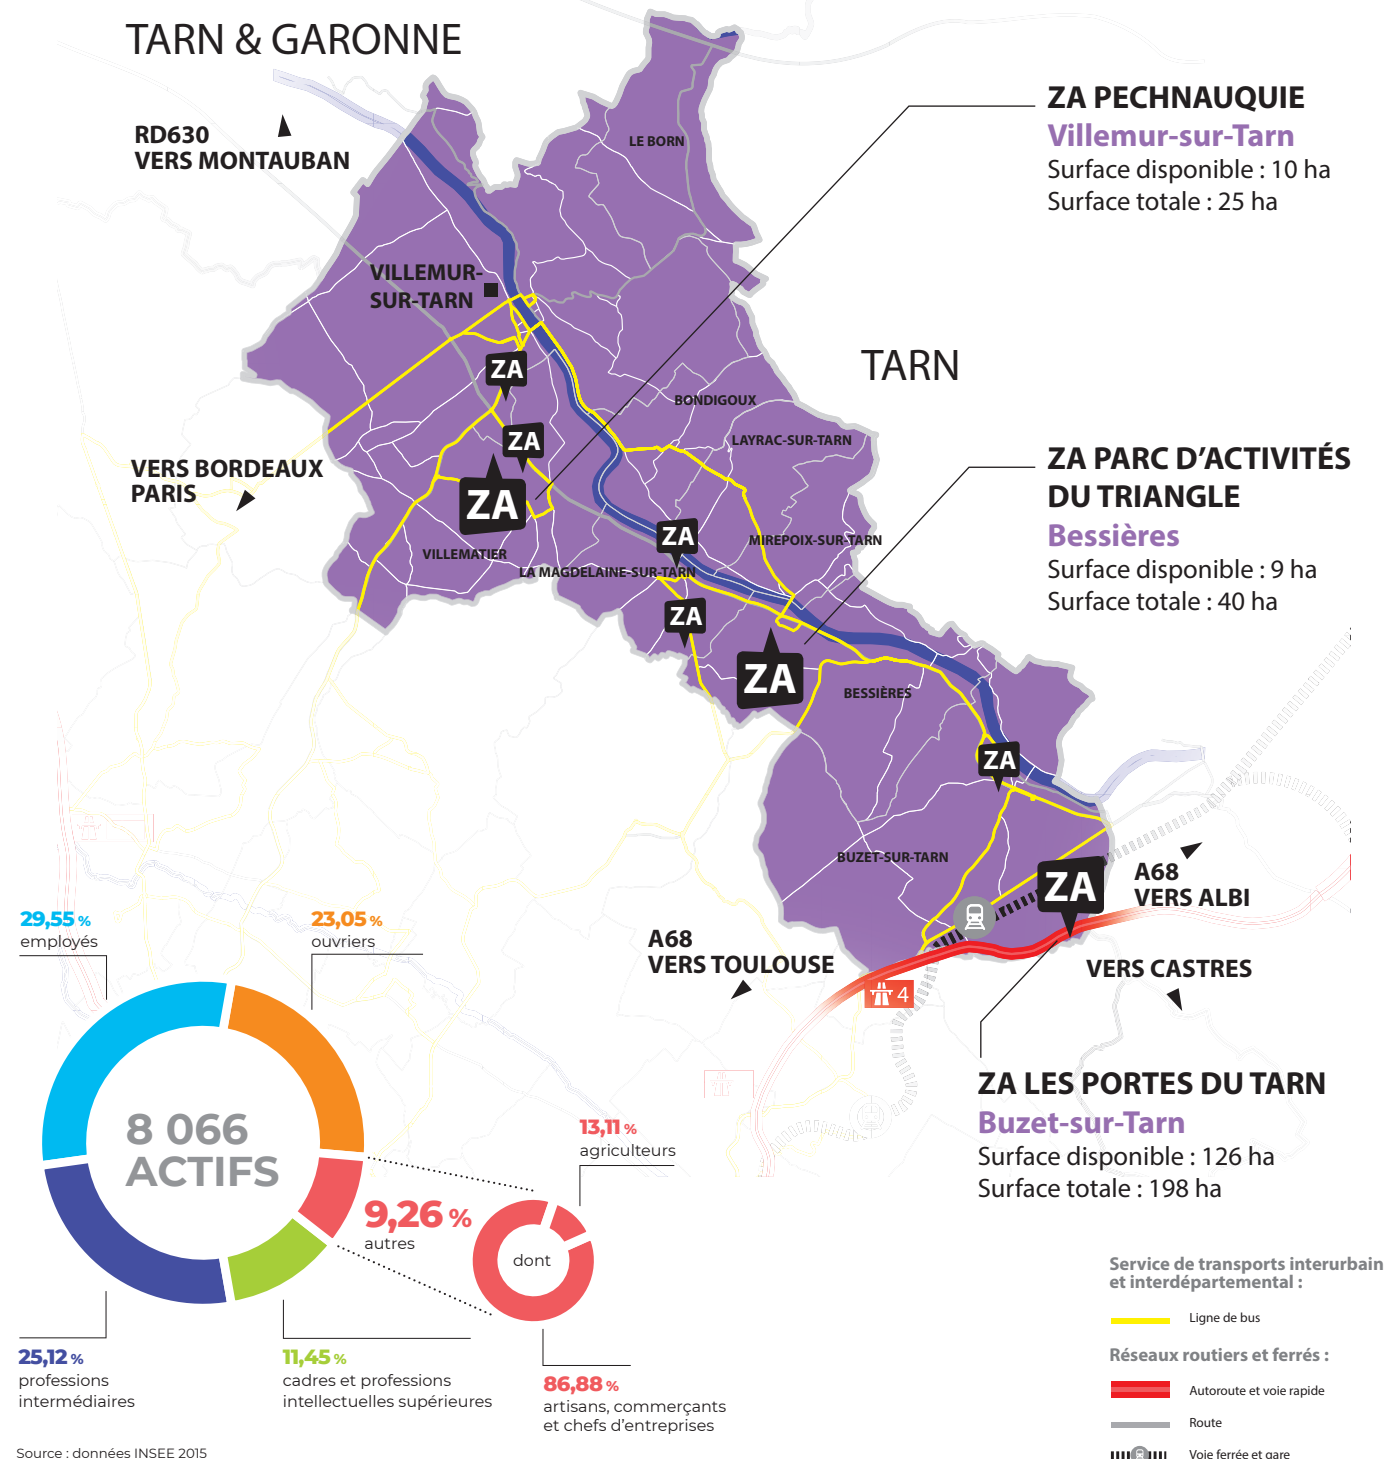 TARN & GARONNE
RD630
VERS MONTAUBAN
LE BORN
ZA PECHNAUQUIE
Villemur-sur-Tarn
Surface disponible : 10 ha
Surface totale : 25 ha
VILLEMUR-
SUR-TARN
TARN
ZA
BONDIGOUX
LAYRAC-SUR-TARN
ZA
VERS BORDEAUX
PARIS
ZA
ZA PARC D’ACTIVITÉS
DU TRIANGLE
Bessières
Surface disponible : 9 ha
Surface totale : 40 ha
ZA
MIREPOIX-SUR-TARN
VILLEMATIER
LA MAGDELAINE-SUR-TARN
ZA
ZA
BESSIÈRES
ZA
BUZET-SUR-TARN
ZA
A68
VERS ALBI
A68
VERS TOULOUSE
4
VERS CASTRES
ZA LES PORTES DU TARN
Buzet-sur-Tarn
Surface disponible : 126 ha
Surface totale : 198 ha
29,55 %
employés
23,05 %
ouvriers
8 066
ACTIFS
9,26 %
autres
13,11 %
agriculteurs
dont
25,12 %
professions
intermédiaires
11,45 %
cadres et professions
intellectuelles supérieures
86,88 %
artisans, commerçants
et chefs d’entreprises
Source : données INSEE 2015
Service de transports interurbain
et interdépartemental :
Ligne de bus
Réseaux routiers et ferrés :
Autoroute et voie rapide
Route
Voie ferrée et gare